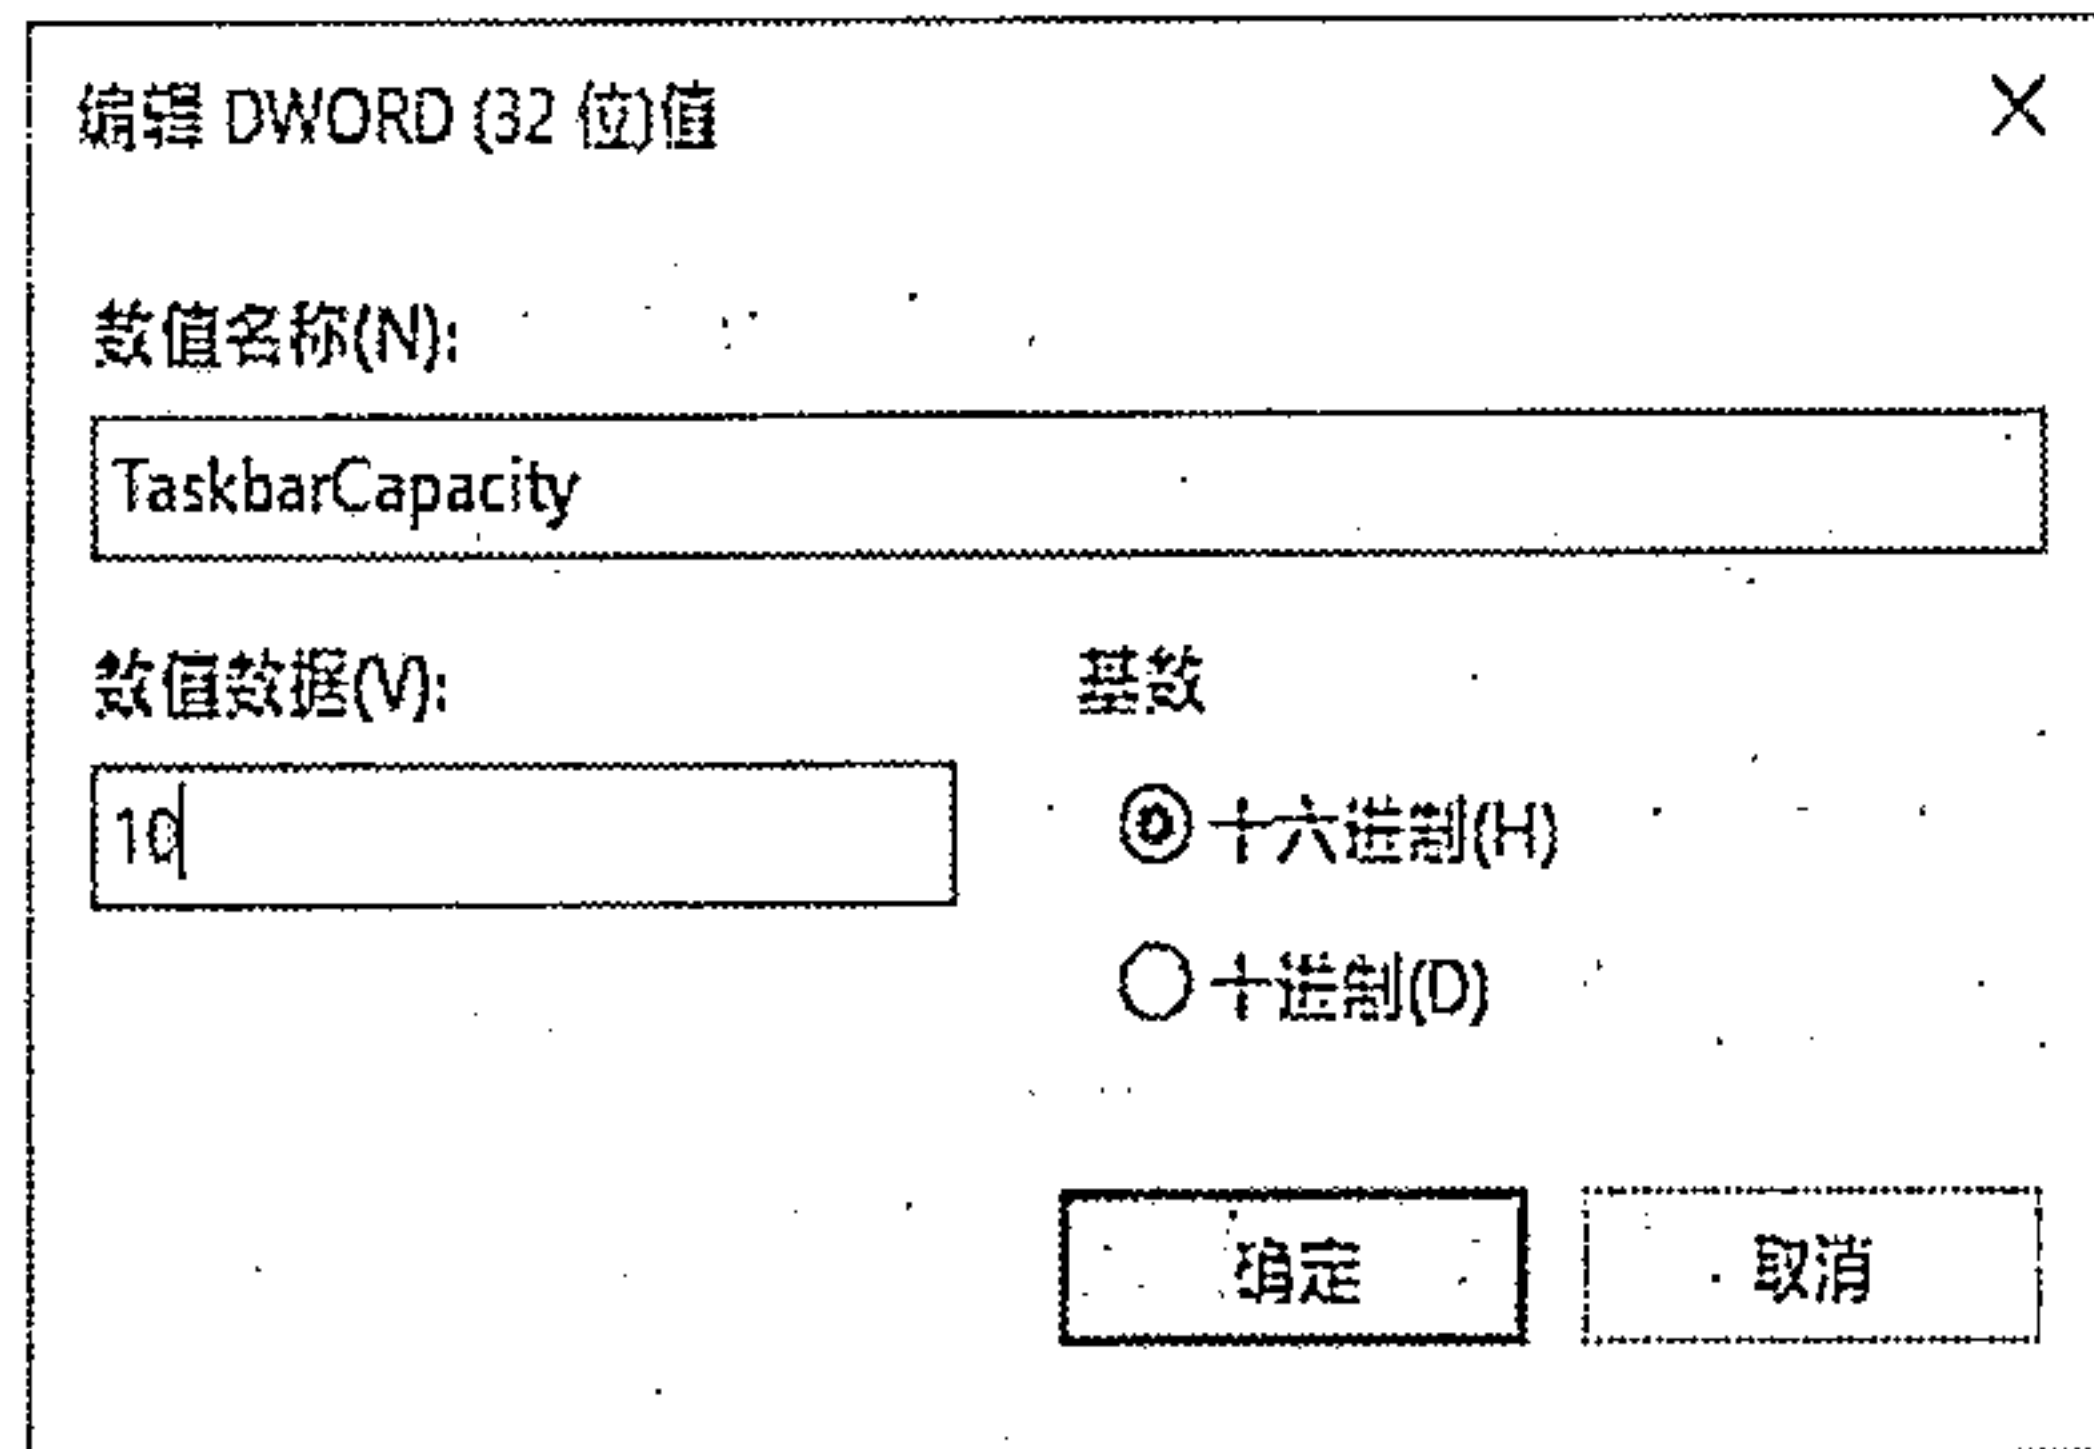 编辑 DWORD (32 位)值
数值名称(N):
TaskbarCapacity
数值数据(V):
基数
10
十六进制(H)
十进制(D)
确定
取消